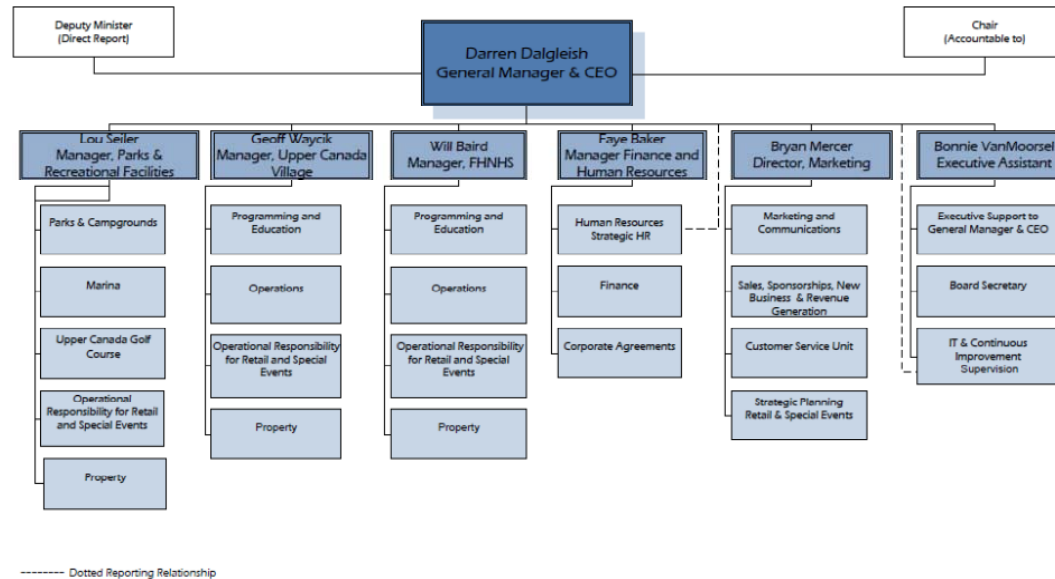 Deputy Minister
(Direct Report)
Chair
(Accountable to)
Darren Dalgleish
General Manager & CEO
Lou Seiler
Manager, Parks &
Recreational Facilities
Geoff Waycik
Manager, Upper Canada
Village
Will Baird
Manager, FHNHS
Faye Baker
Manager Finance and
Human Resources
Bryan Mercer
Director, Marketing
Bonnie VanMoorsel
Executive Assistant
Parks & Campgrounds
Marina
Upper Canada Golf
Course
Operational
Responsibility for Retail
and Special Events
Property
Programming and
Education
Operations
Operational Responsibility
for Retail and Special
Events
Property
Programming and
Education
Operations
Operational Responsibility
for Retail and Special
Events
Property
Human Resources
Strategic HR
Finance
Corporate Agreements
Marketing and
Communications
Sales, Sponsorships, New
Business & Revenue
Generation
Customer Service Unit
Strategic Planning
Retail & Special Events
Executive Support to
General Manager & CEO
Board Secretary
IT & Continuous
Improvement
Supervision
-------- Dotted Reporting Relationship